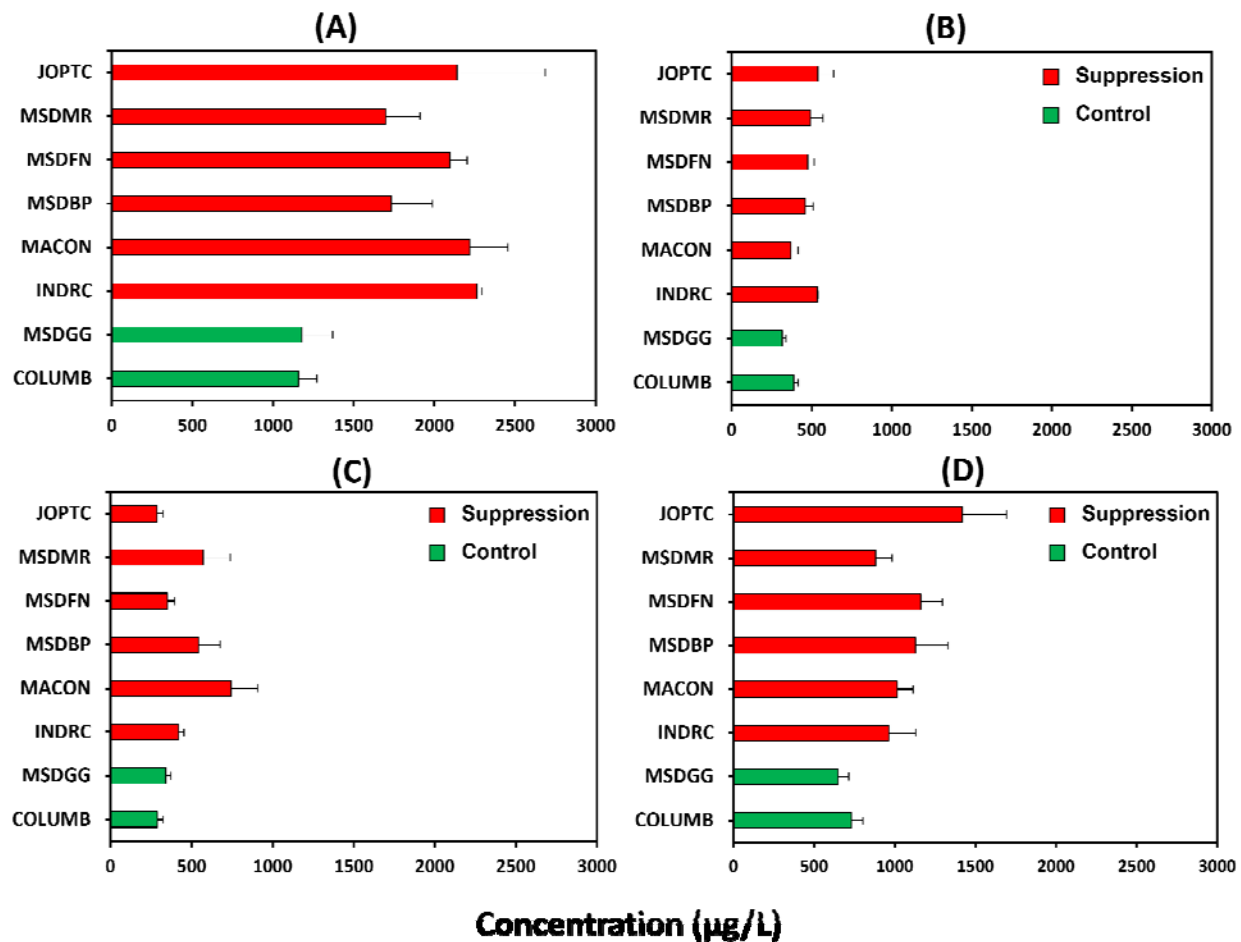 (A)
JOPTC
MSDMR
MSDFN
MSDBP
MACON
INDRC
MSDGG
COLUMB
0 500 1000 1500 2000 2500 3000
(B)
JOPTC
MSDMR
MSDFN
MSDBP
MACON
INDRC
MSDGG
COLUMB
Suppression
Control
0 500 1000 1500 2000 2500 3000
(C)
JOPTC
MSDMR
MSDFN
MSDBP
MACON
INDRC
MSDGG
COLUMB
Suppression
Control
0 500 1000 1500 2000 2500 3000
(D)
JOPTC
MSDMR
MSDFN
MSDBP
MACON
INDRC
MSDGG
COLUMB
Suppression
Control
0 500 1000 1500 2000 2500 3000
Concentration (µg/L)